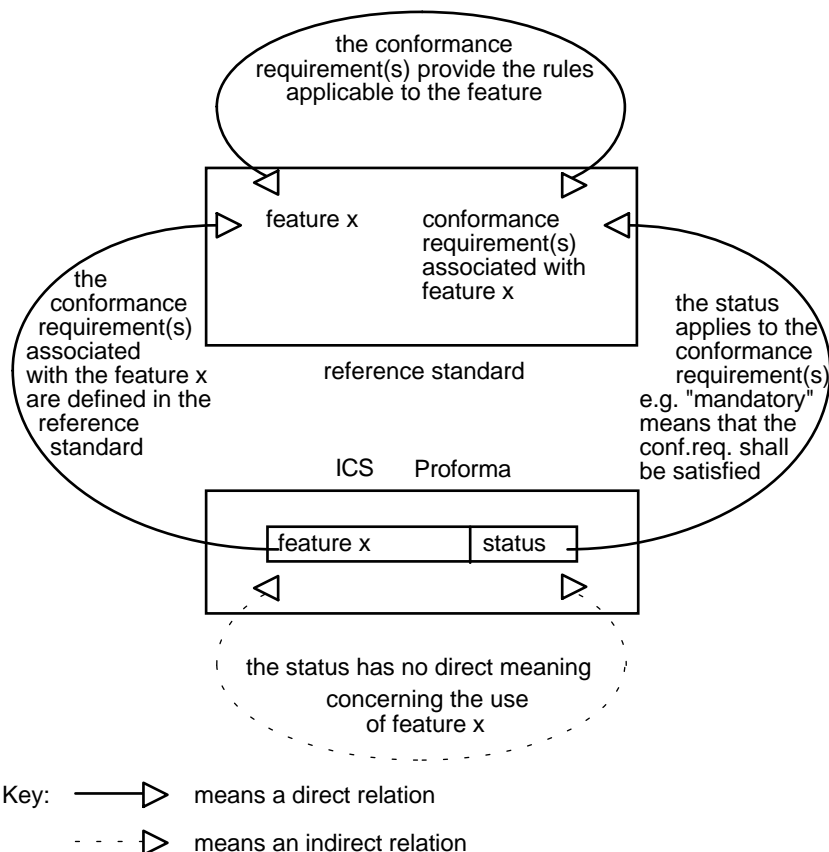 the conformance
requirement(s) provide the rules
applicable to the feature
feature x
conformance
requirement(s)
associated with
feature x
the
conformance
requirement(s)
associated
with the feature x
are defined in the
reference
standard
reference standard
the status
applies to the
conformance
requirement(s)
e.g. "mandatory"
means that the
conf.req. shall
be satisfied
ICS Proforma
feature x
status
the status has no direct meaning
concerning the use
of feature x
Key:
means a direct relation
means an indirect relation